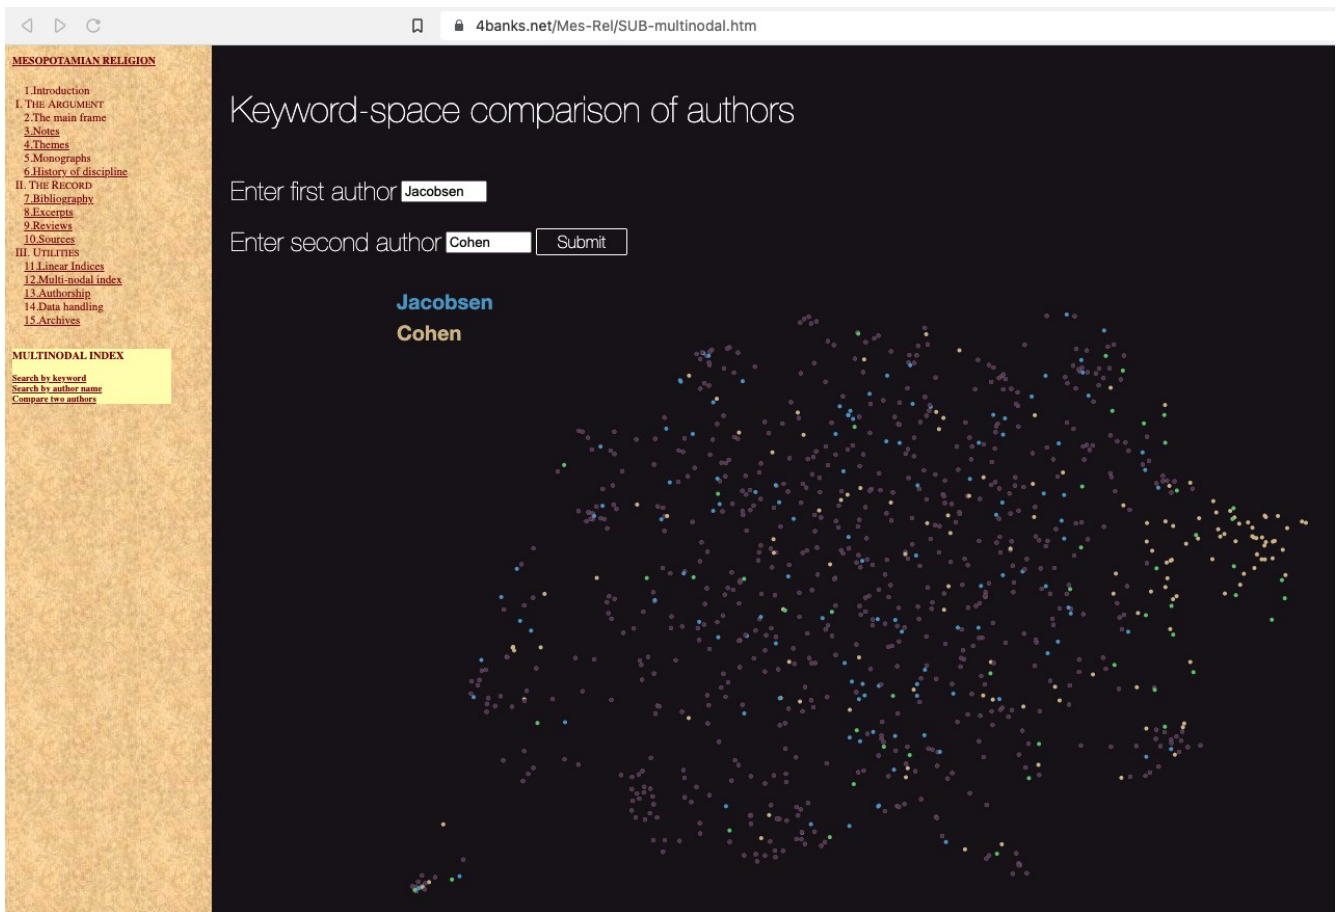 4banks.net/Mes-Rel/SUB-multinodal.htm
MESOPOTAMIAN RELIGION
1.Introduction
I. THE ARGUMENT
2.The main frame
3.Notes
4.Themes
5.Monographs
6.History of discipline
II. THE RECORD
7.Bibliography
8.Excerpts
9.Reviews
10.Sources
III. UTILITIES
11.Linear Indices
12.Multi-nodal index
13.Authorship
14.Data handling
15.Archives
MULTINODAL INDEX
Search by keyword
Search by author name
Compare two authors
Keyword-space comparison of authors
Enter first author Jacobsen
Enter second author Cohen Submit
Jacobsen
Cohen